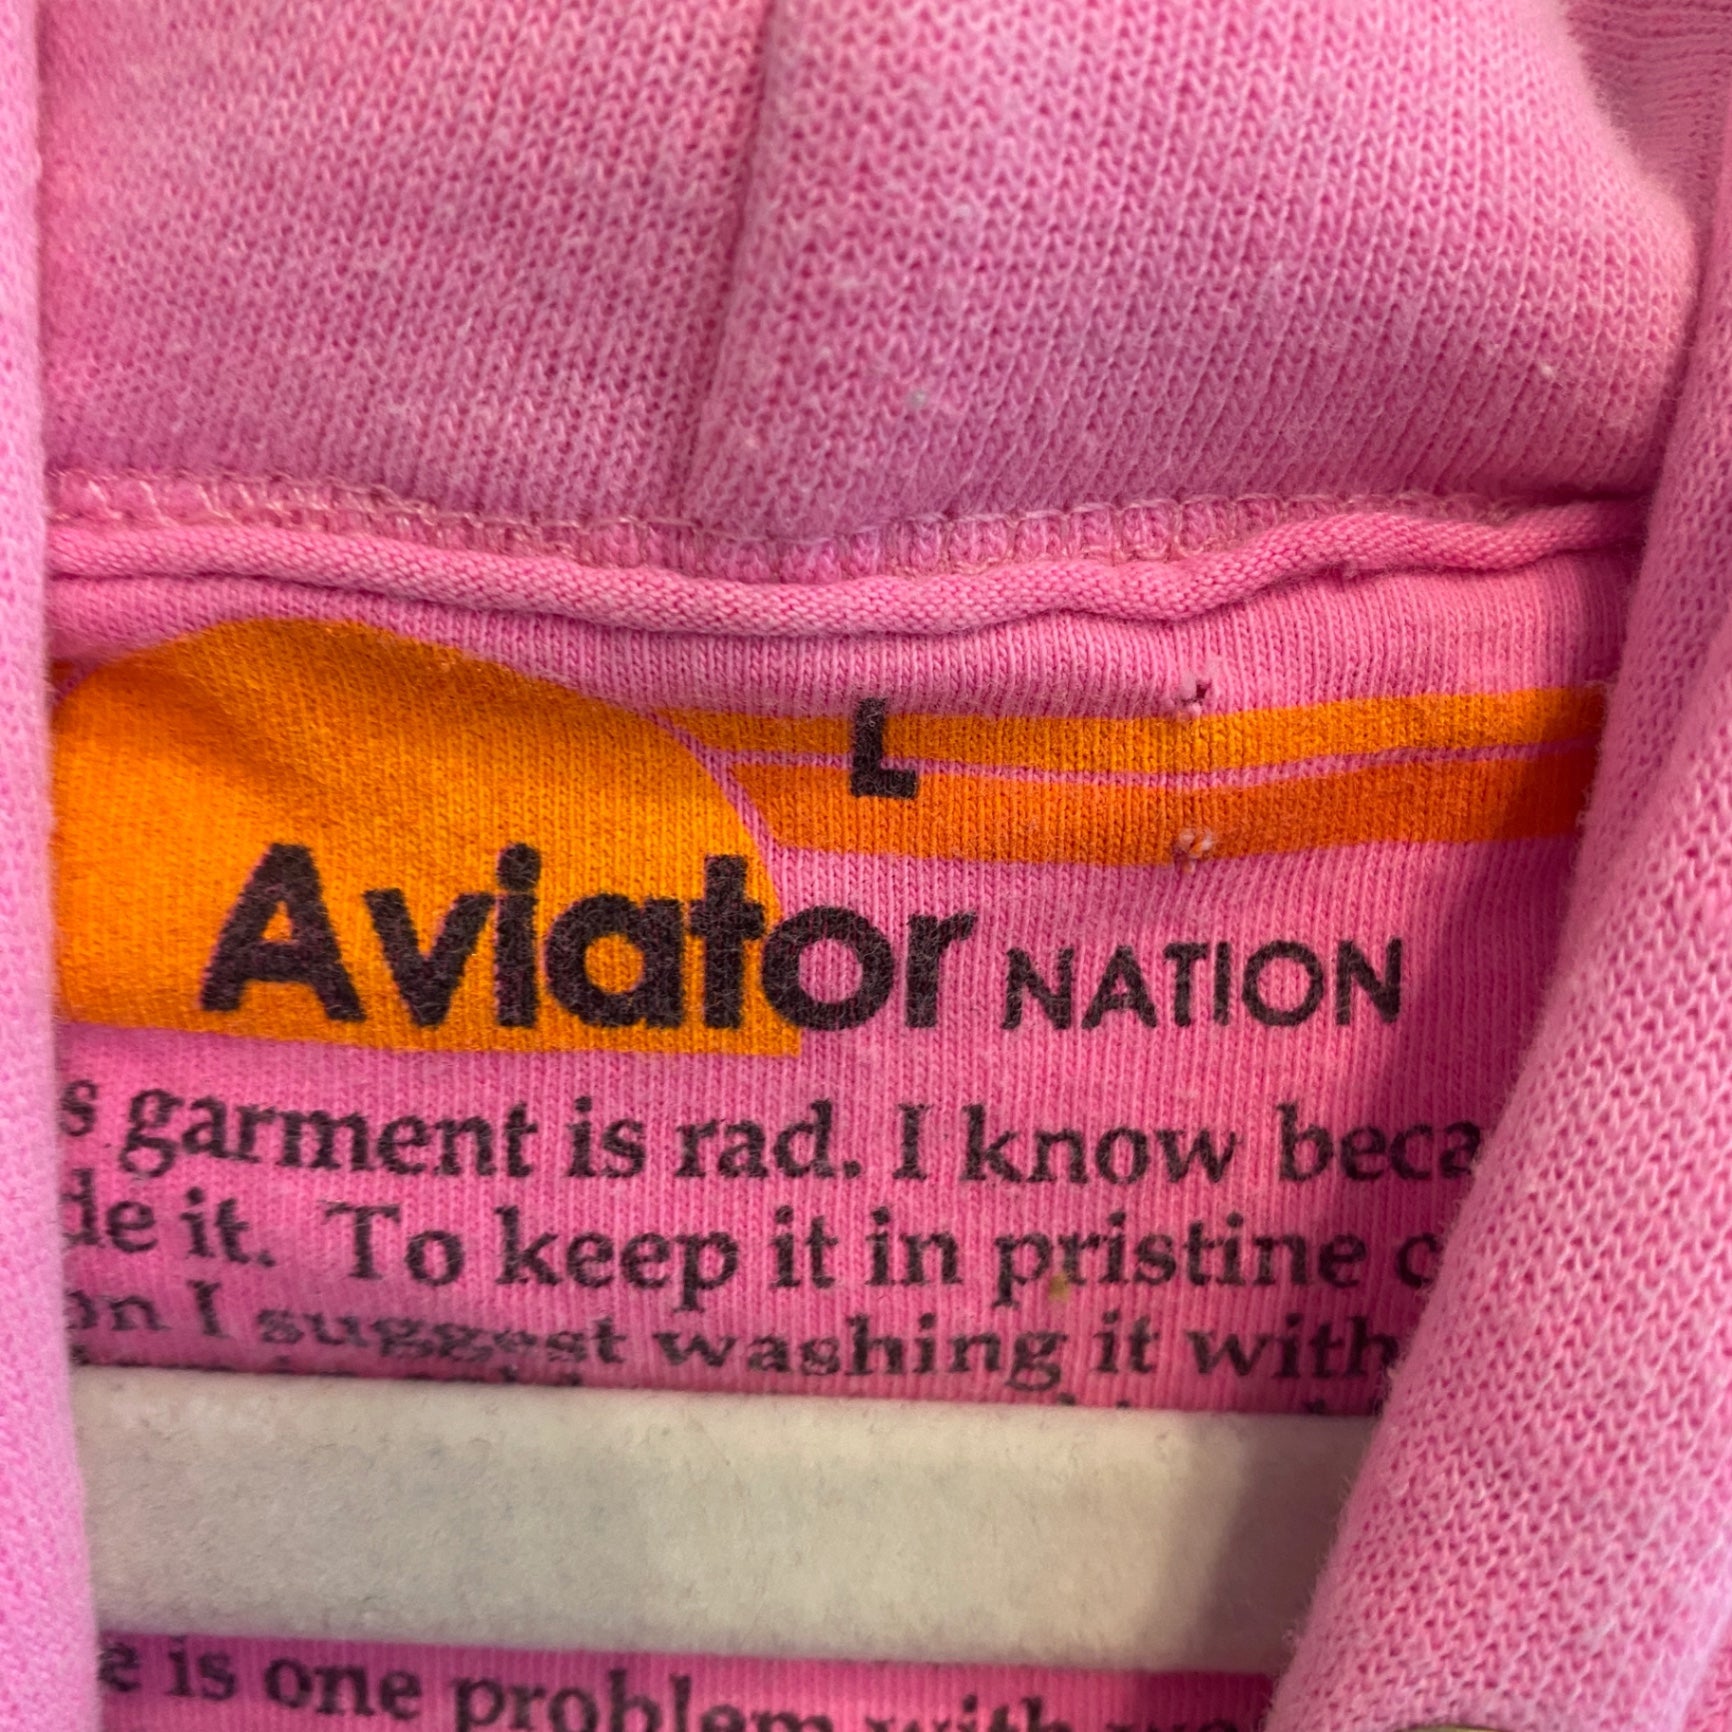 L
Aviator NATION
s garment is rad. I know beca
de it. To keep it in pristine c
on I suggest washing it with
e is one problem with